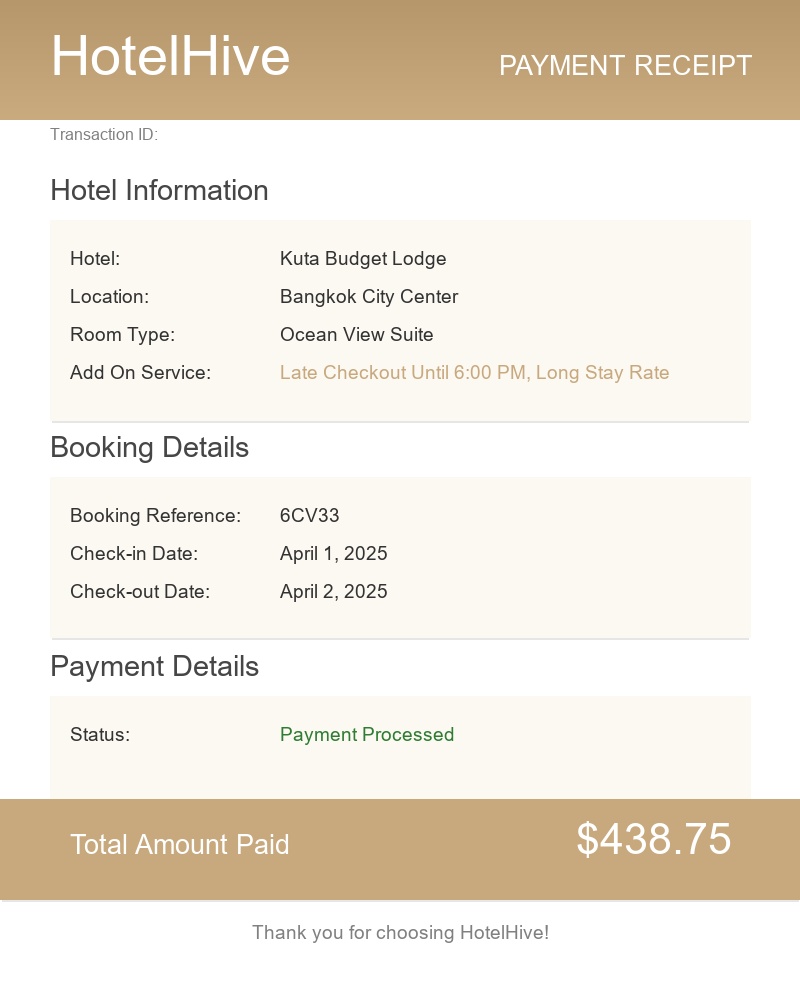 HotelHive
PAYMENT RECEIPT
Transaction ID:
Hotel Information
Hotel: Kuta Budget Lodge
Location: Bangkok City Center
Room Type: Ocean View Suite
Add On Service: Late Checkout Until 6:00 PM, Long Stay Rate
Booking Details
Booking Reference: 6CV33
Check-in Date: April 1, 2025
Check-out Date: April 2, 2025
Payment Details
Status: Payment Processed
Total Amount Paid $438.75
Thank you for choosing HotelHive!